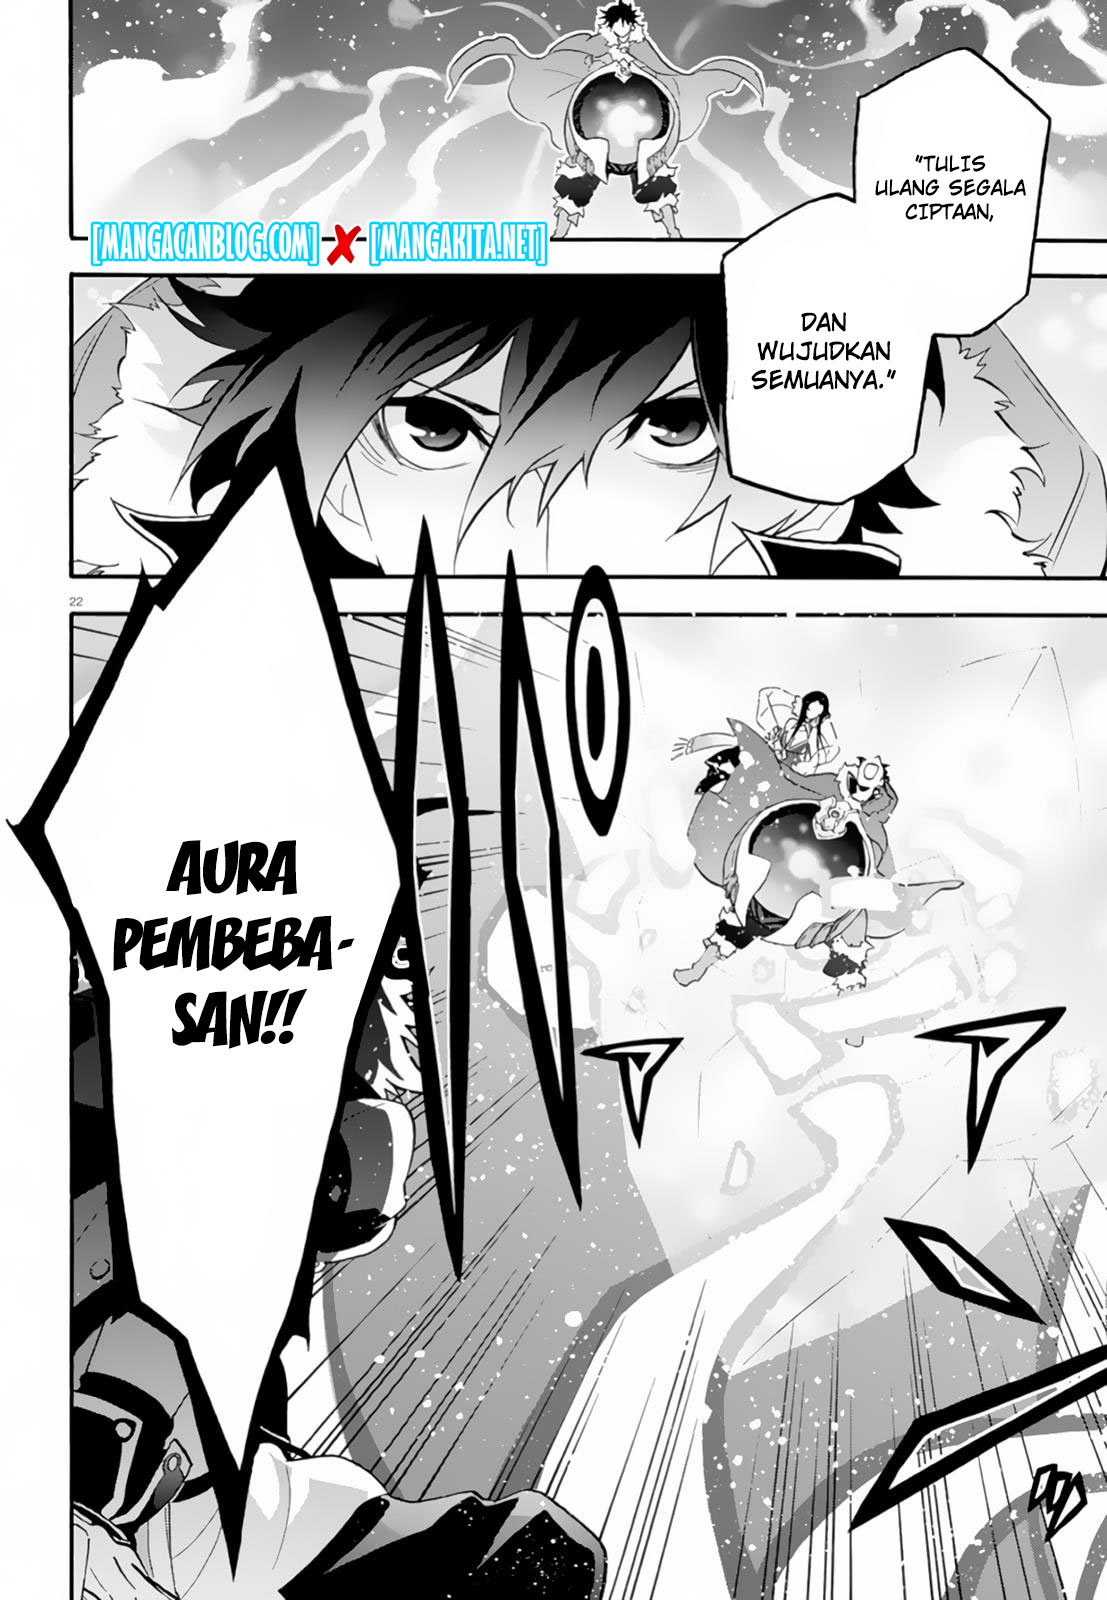 "TULIS
ULANG SEGALA
CIPTAAN,
[MANGACANBLOG.COM] X [MANGAKITA.NET]
DAN
WUJUDKAN
SEMUANYA."
22
AURA
PEMBEBA-
SAN!!